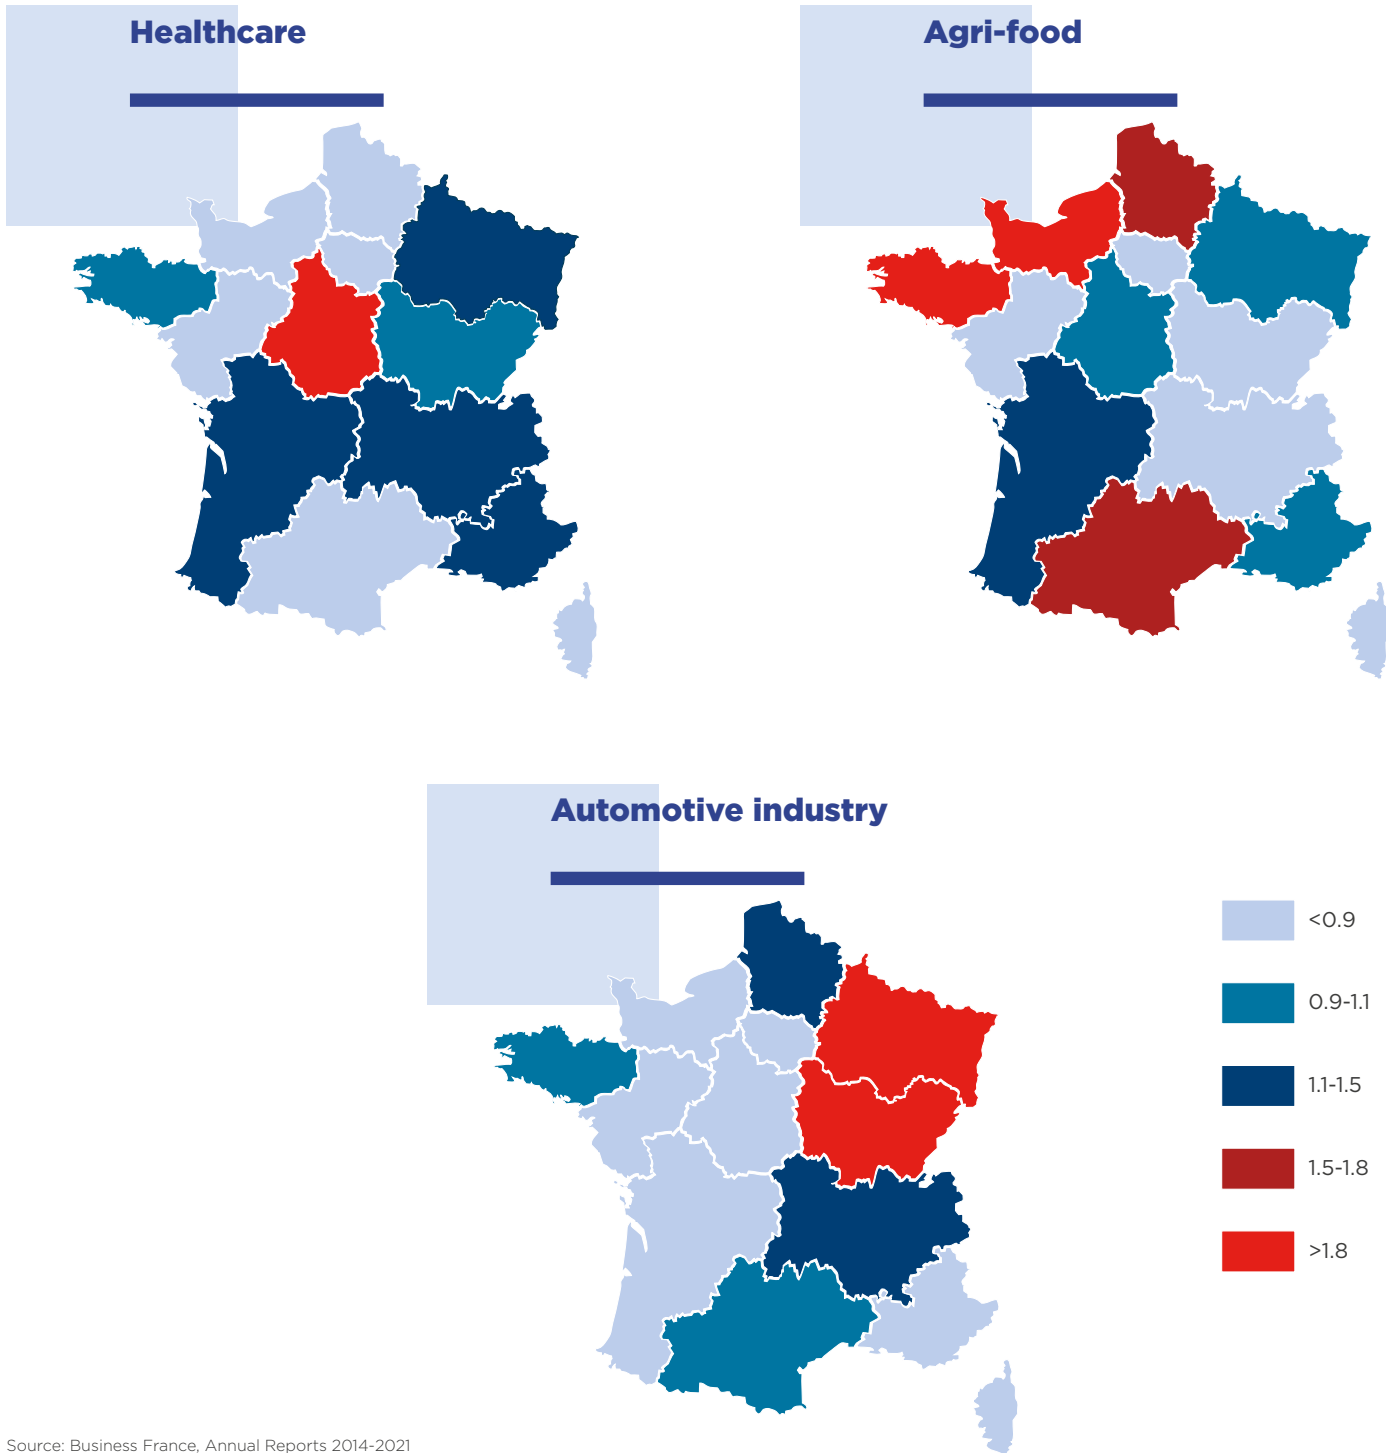 Healthcare
Agri-food
Automotive industry
<0.9
0.9-1.1
1.1-1.5
1.5-1.8
>1.8
Source: Business France, Annual Reports 2014-2021